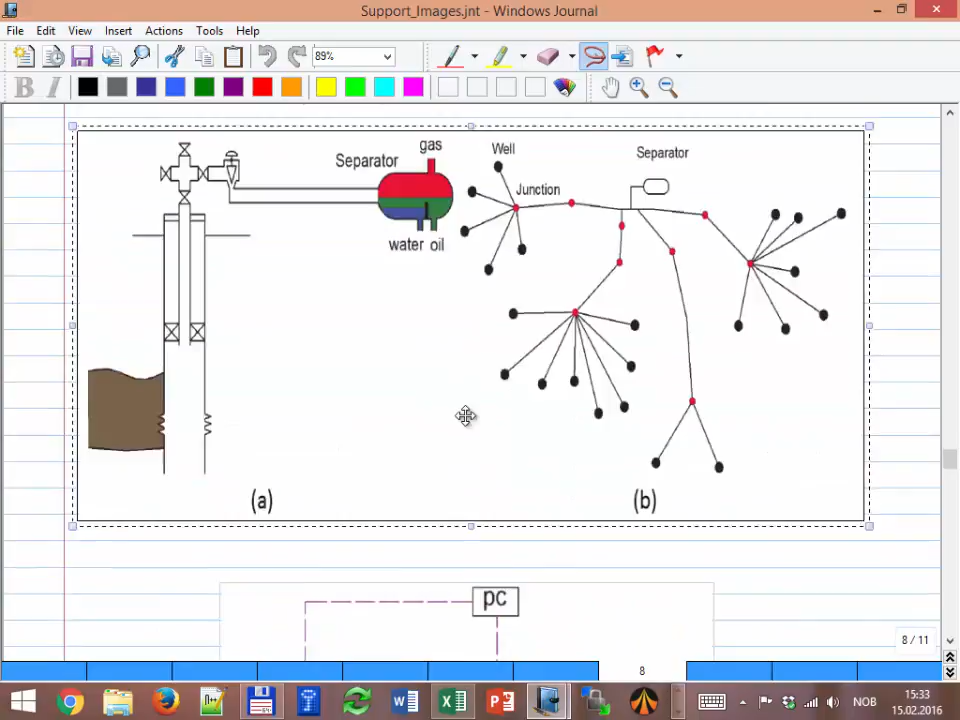 Support_Images.jnt - Windows Journal
File Edit View Insert Actions Tools Help
89%
B I
gas
Separator
water oil
Well
Junction
Separator
(a)
(b)
pc
8 / 11
8
NOB
15:33
15.02.2016